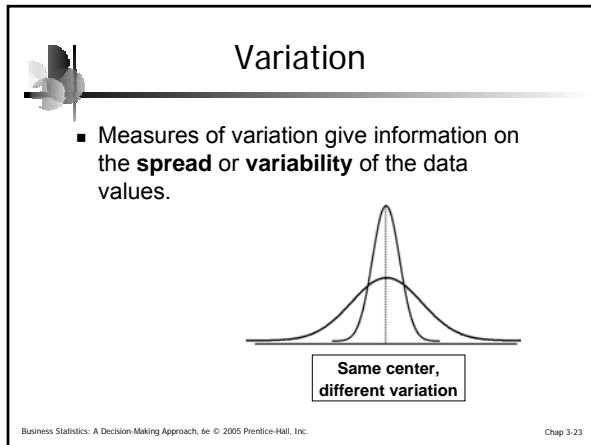 Variation
■ Measures of variation give information on
the spread or variability of the data
values.
Same center,
different variation
Business Statistics: A Decision-Making Approach, 6e © 2005 Prentice-Hall, Inc.
Chap 3-23